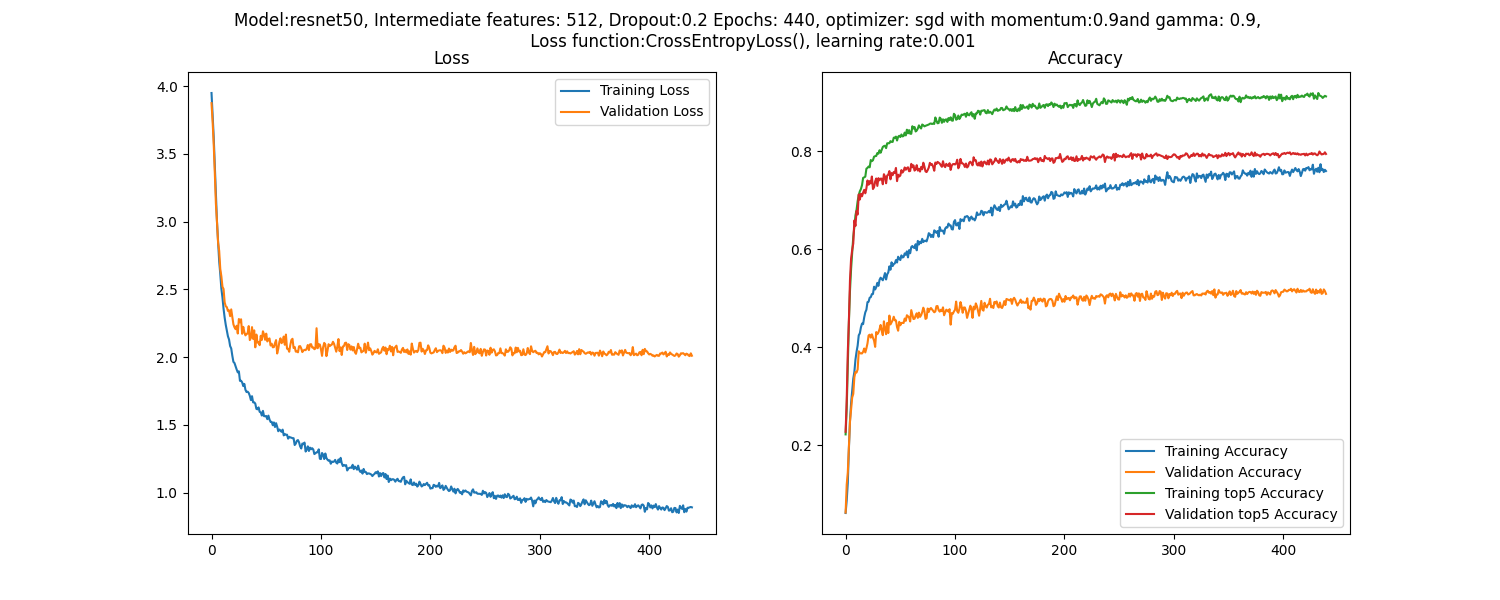 Model:resnet50, Intermediate features: 512, Dropout:0.2 Epochs: 440, optimizer: sgd with momentum:0.9and gamma: 0.9,
Loss function:CrossEntropyLoss(), learning rate:0.001
Loss
4.0
3.5
3.0
2.5
2.0
1.5
1.0
0
100
200
300
400
Training Loss
Validation Loss
Accuracy
0.8
0.6
0.4
0.2
0
100
200
300
400
Training Accuracy
Validation Accuracy
Training top5 Accuracy
Validation top5 Accuracy